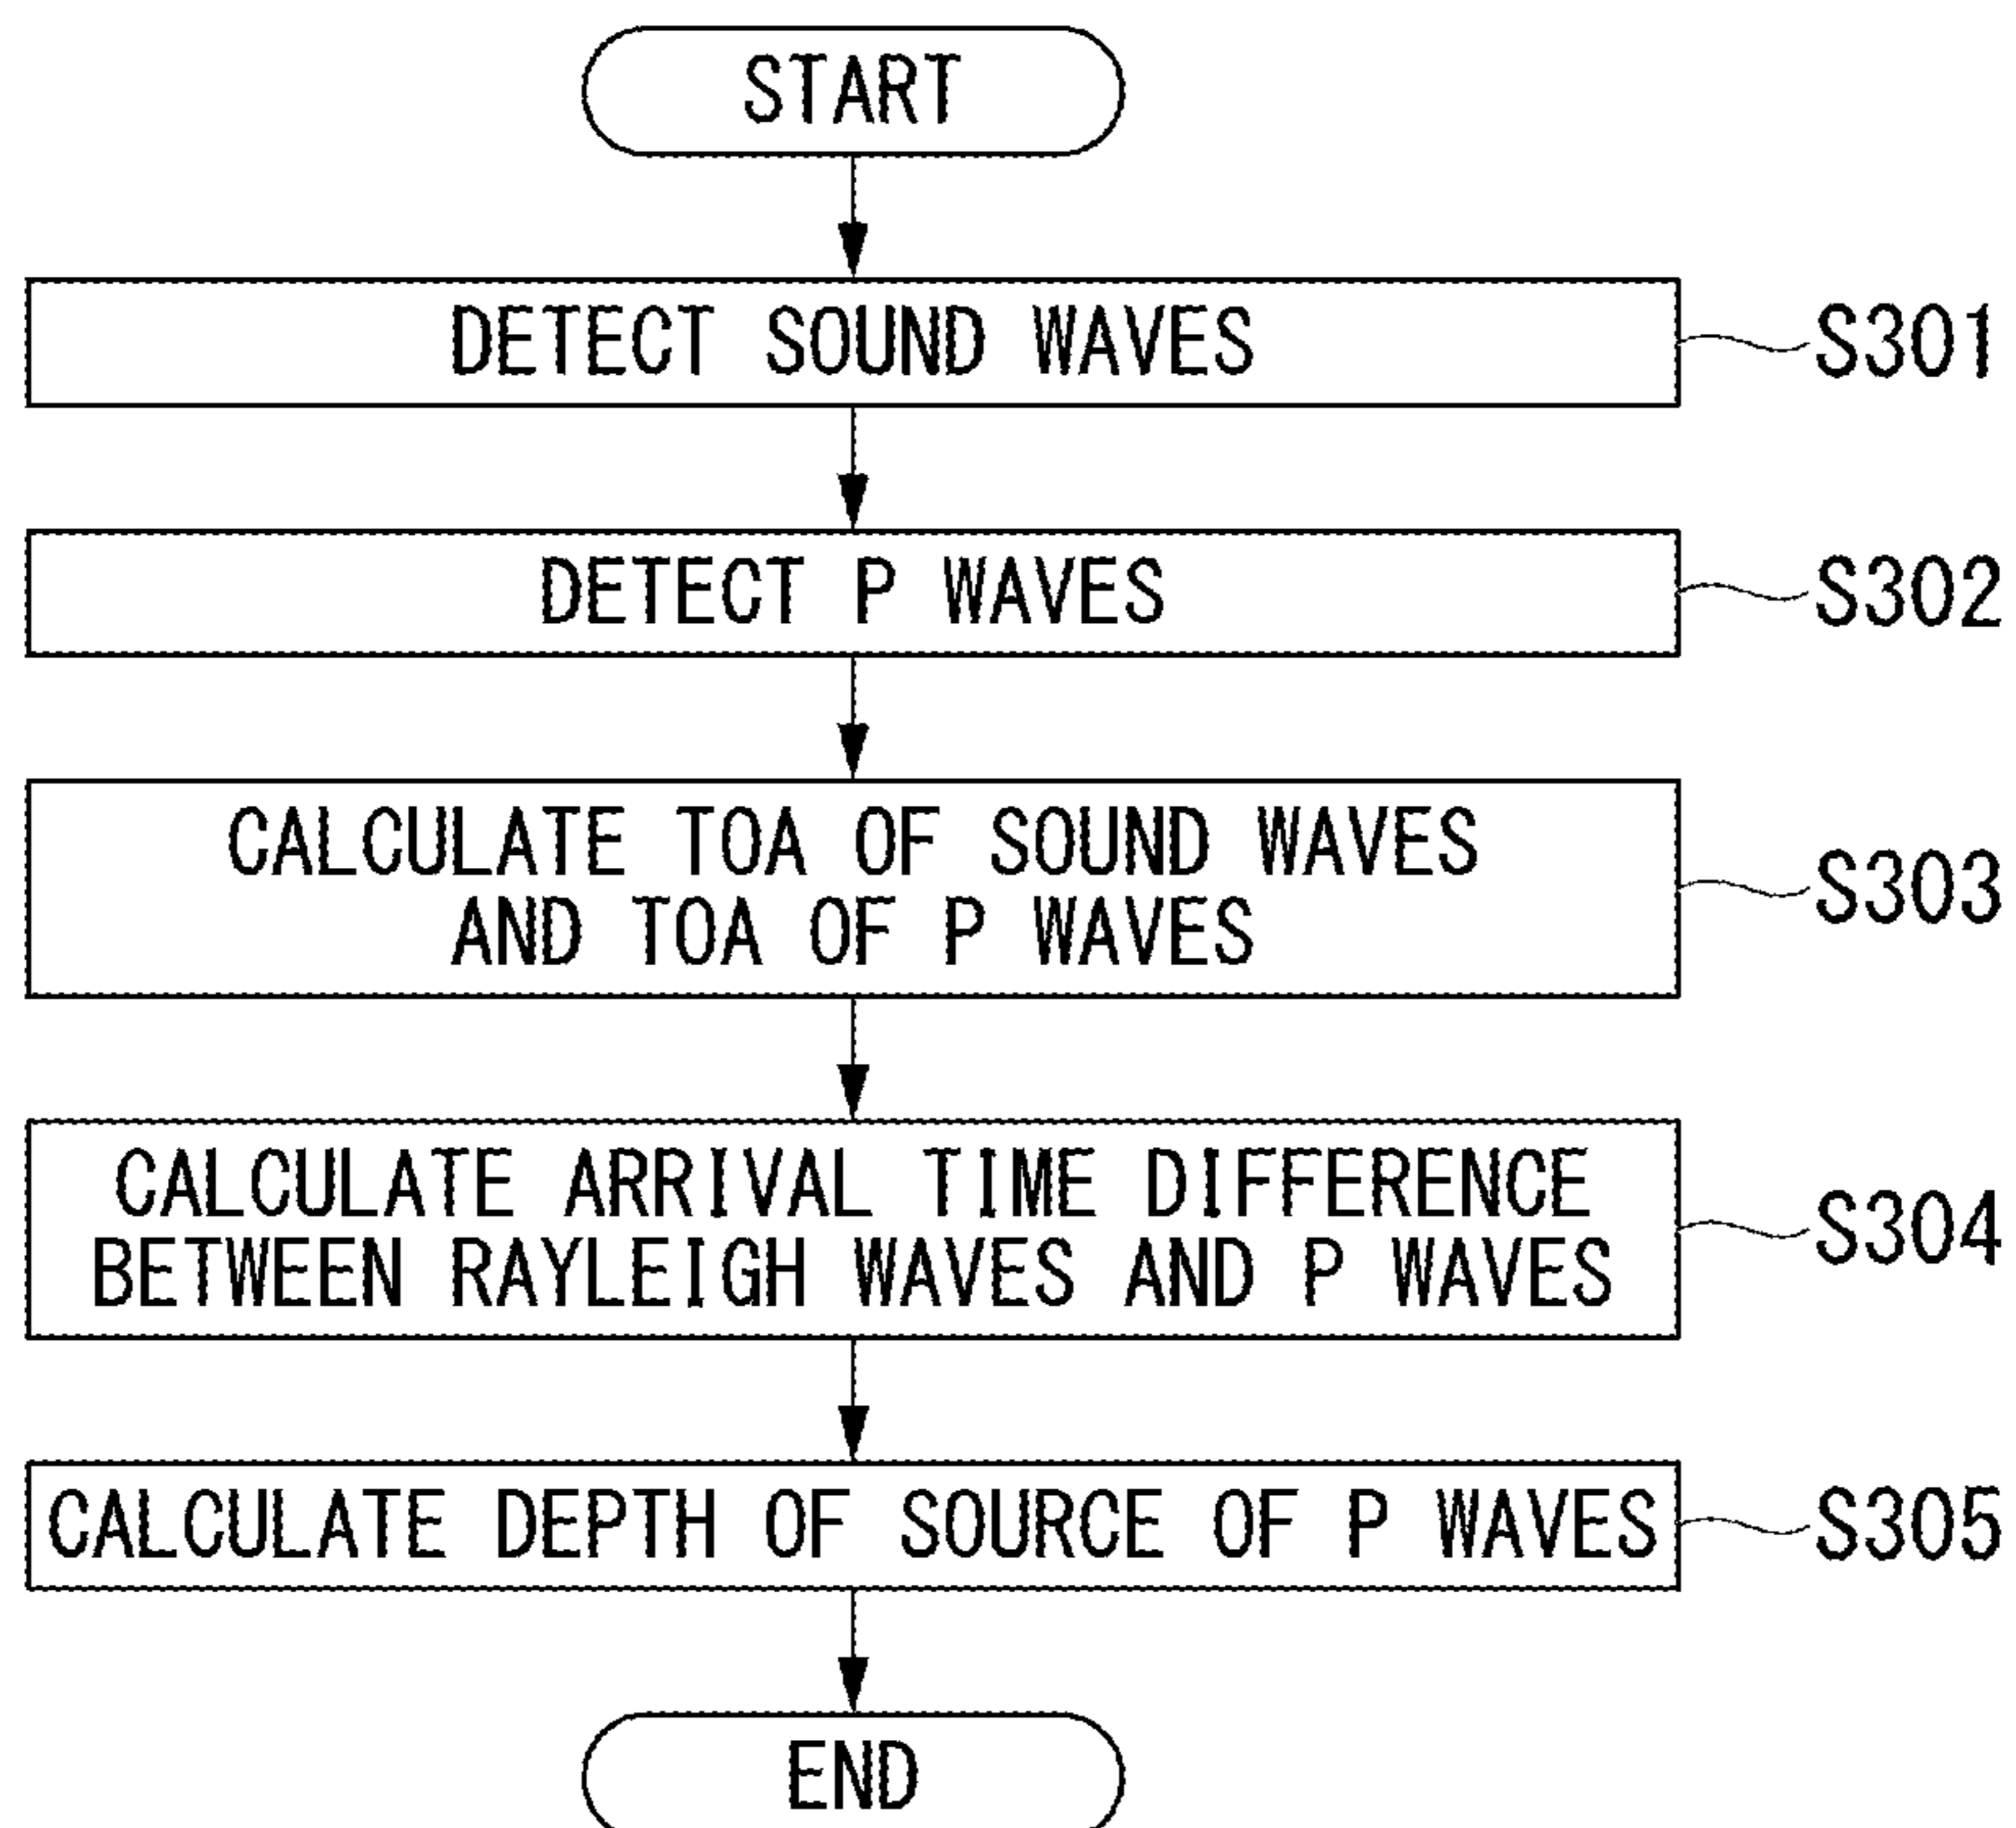 START
DETECT SOUND WAVES
S301
DETECT P WAVES
S302
CALCULATE TOA OF SOUND WAVES
AND TOA OF P WAVES
S303
CALCULATE ARRIVAL TIME DIFFERENCE
BETWEEN RAYLEIGH WAVES AND P WAVES
S304
CALCULATE DEPTH OF SOURCE OF P WAVES
S305
END